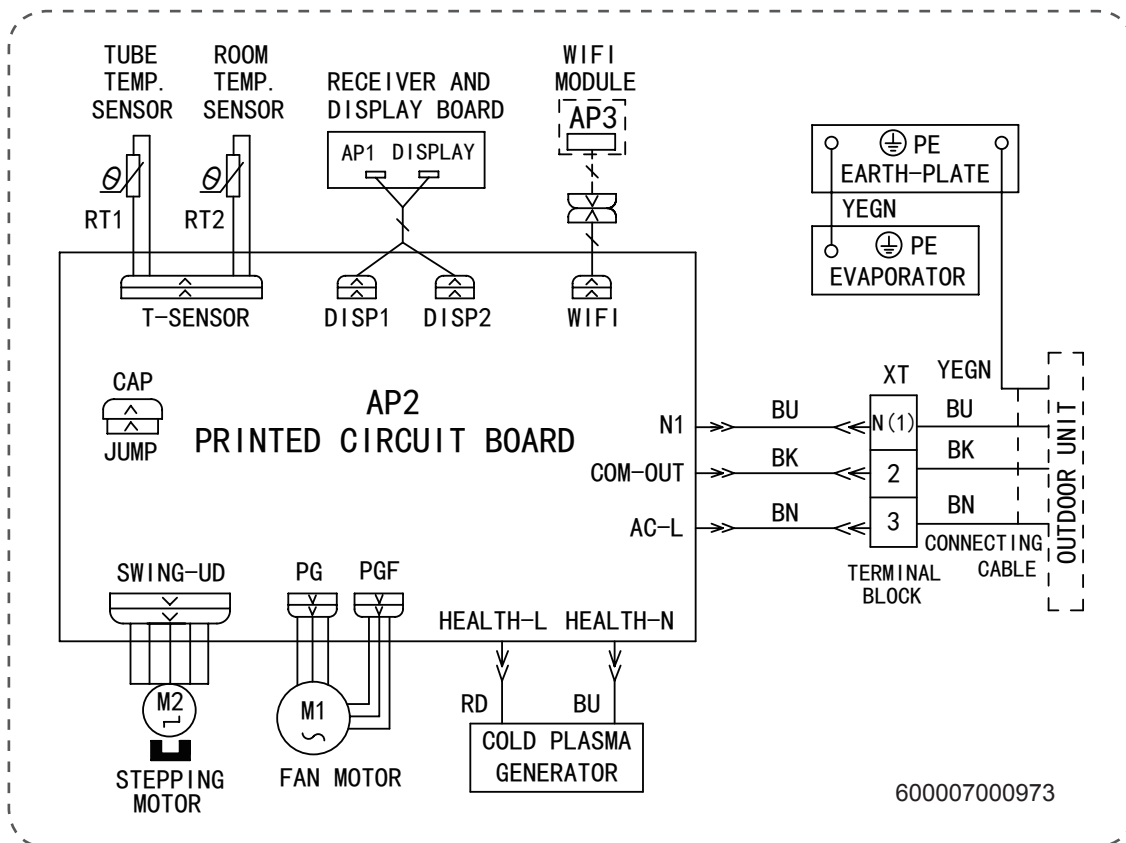 TUBE
TEMP.
SENSOR
ROOM
TEMP.
SENSOR
RECEIVER AND
DISPLAY BOARD
AP1 DISPLAY
WIFI
MODULE
AP3
PE
EARTH-PLATE
YEGN
PE
EVAPORATOR
RT1
RT2
T-SENSOR
DISP1
DISP2
WIFI
CAP
JUMP
AP2
PRINTED CIRCUIT BOARD
N1
COM-OUT
AC-L
BU
BK
BN
XT
N(1)
2
3
TERMINAL
BLOCK
YEGN
BU
BK
BN
CONNECTING
CABLE
OUTDOOR UNIT
SWING-UD
PG
PGF
HEALTH-L
HEALTH-N
M2
STEPPING
MOTOR
M1
FAN MOTOR
RD
BU
COLD PLASMA
GENERATOR
600007000973